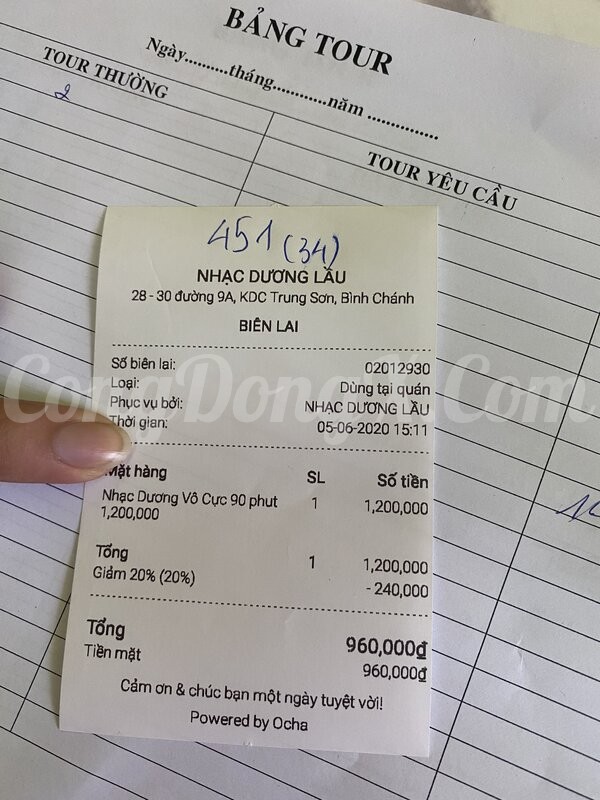 BẢNG TOUR
Ngày..........tháng............năm ................
TOUR THƯỜNG
TOUR YÊU CẦU
2
451 (34)
NHẠC DƯƠNG LẦU
28 - 30 đường 9A, KDC Trung Sơn, Bình Chánh
BIÊN LAI
Số biên lai: 02012930
Loại: Dùng tại quán
Phục vụ bởi: NHẠC DƯƠNG LẦU
Thời gian: 05-06-2020 15:11
Mặt hàng SL Số tiền
Nhạc Dương Vô Cực 90 phut 1 1,200,000
1,200,000
Tổng 1 1,200,000
Giảm 20% (20%) - 240,000
Tổng 960,000₫
Tiền mặt 960,000₫
Cảm ơn & chúc bạn một ngày tuyệt vời!
Powered by Ocha